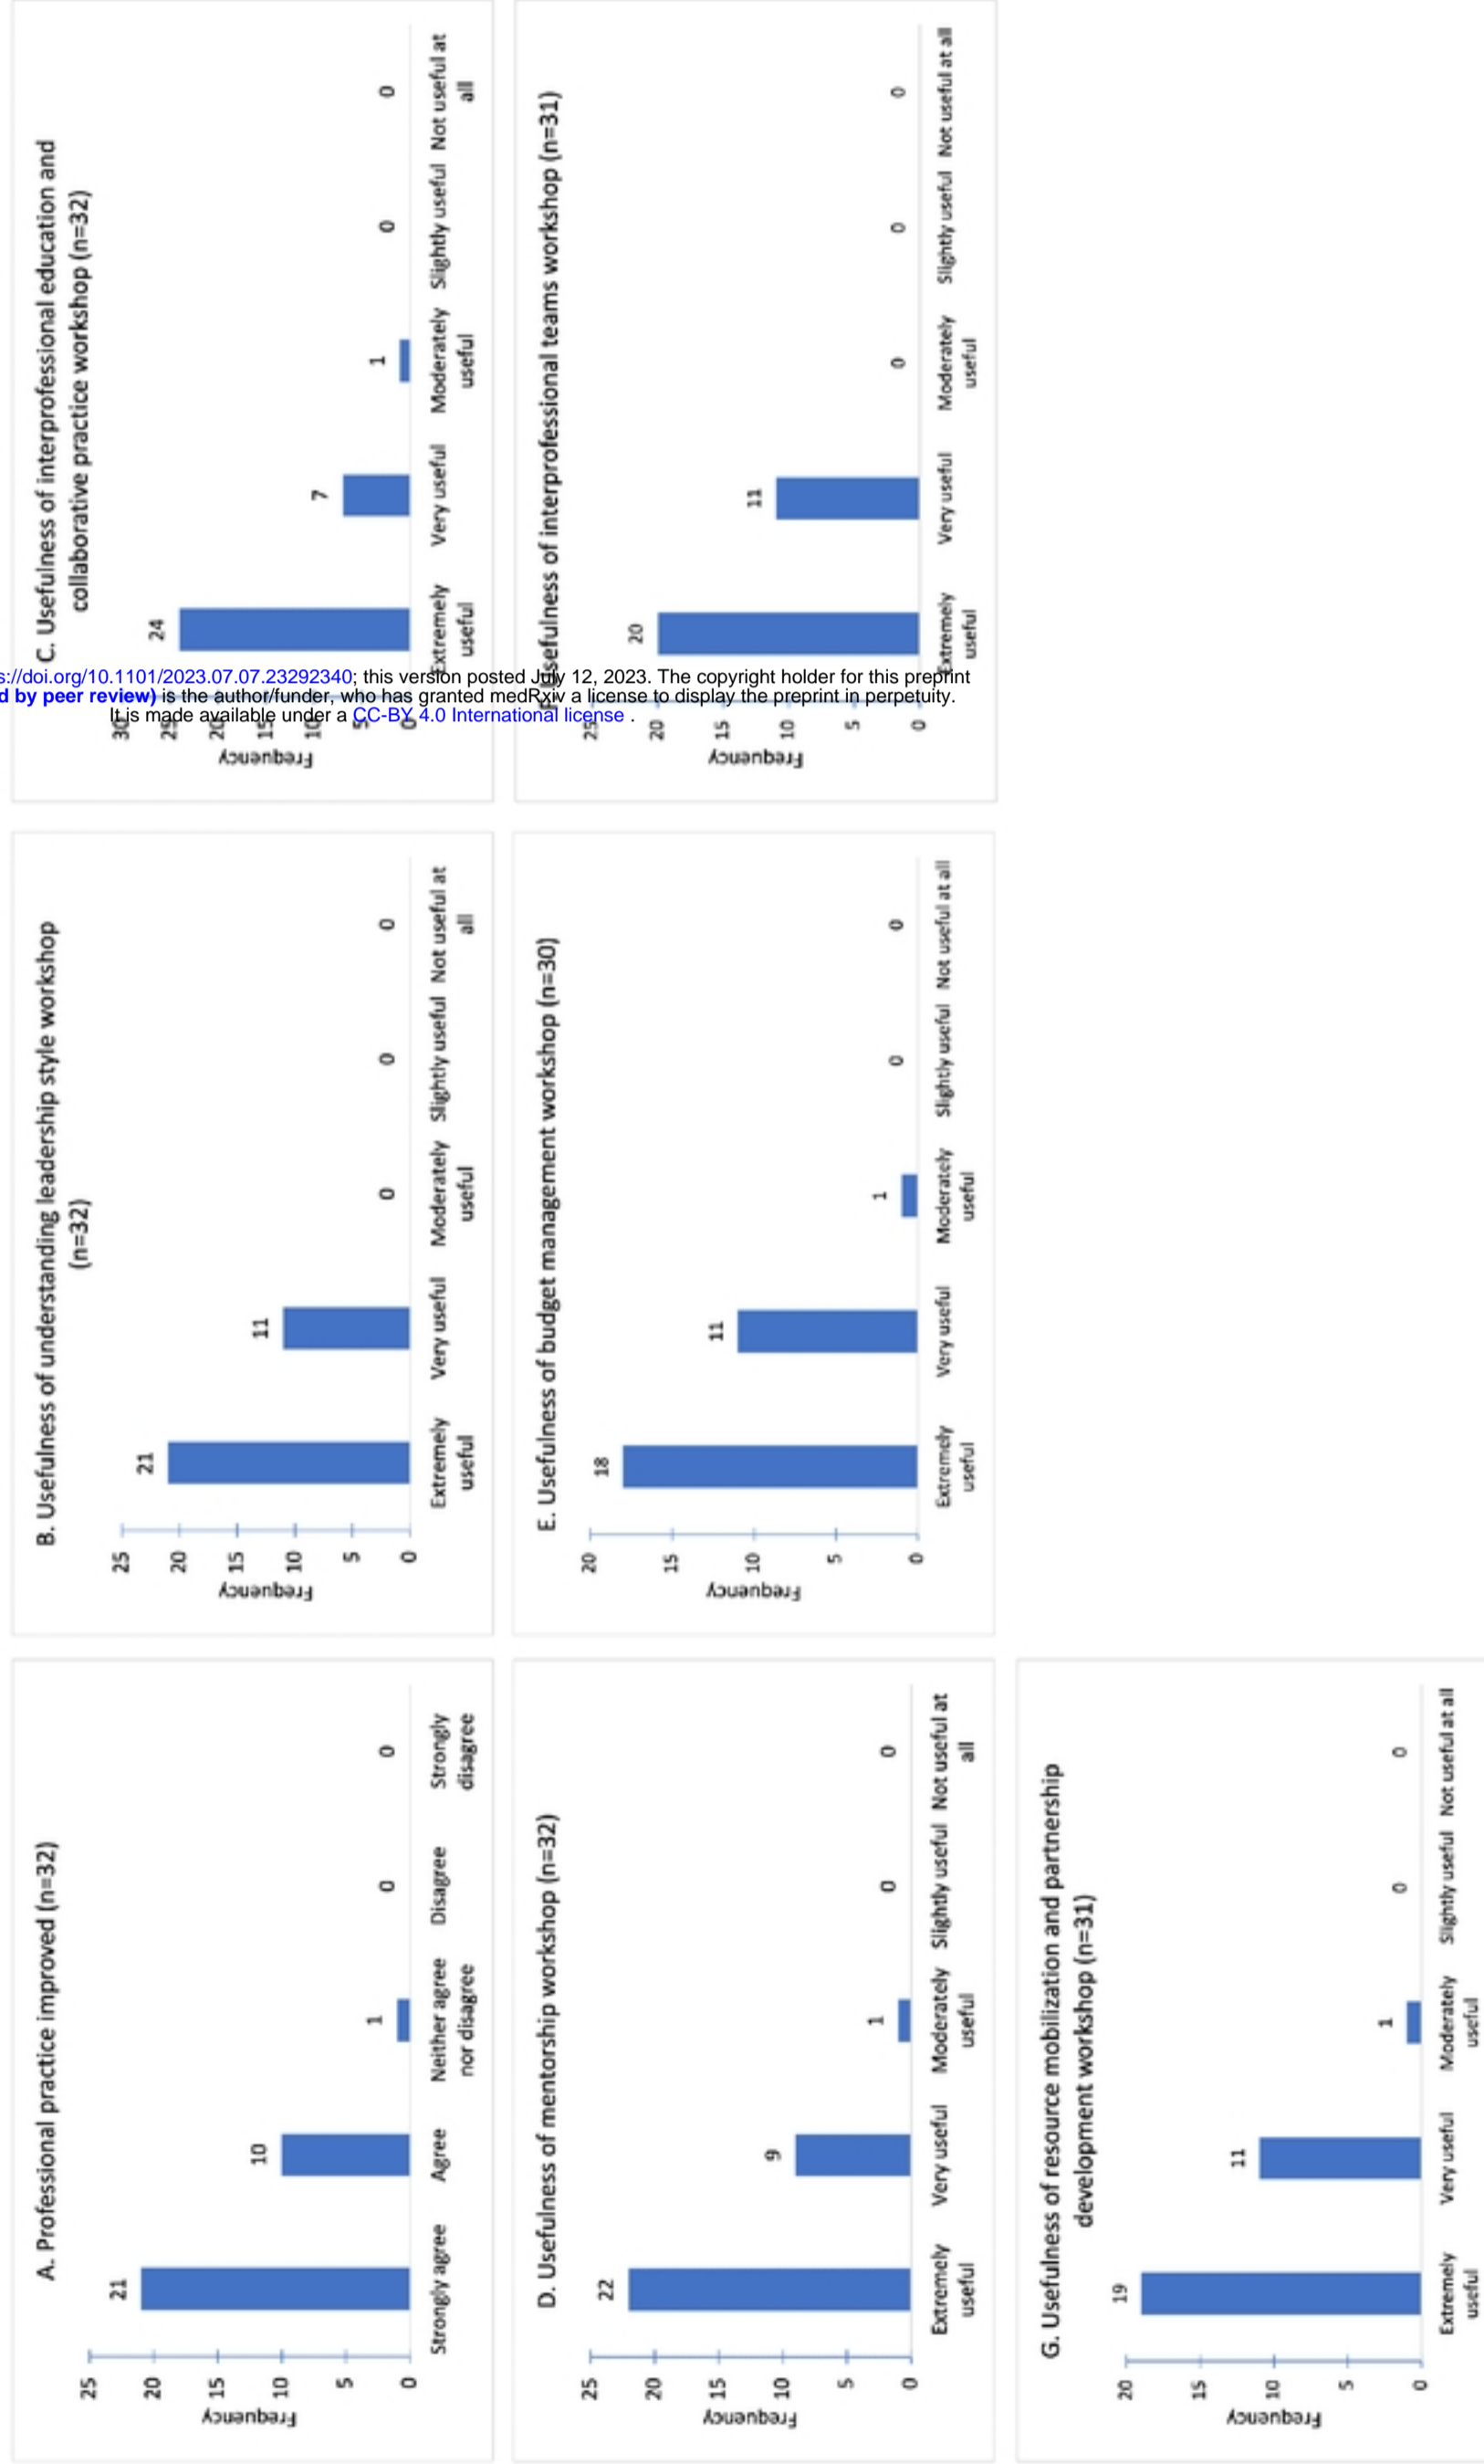 A. Professional practice improved (n=32)
25
20
15
10
5
0
Frequency
21
10
1
0
0
Strongly agree
Agree
Neither agree
nor disagree
Disagree
Strongly
disagree
B. Usefulness of understanding leadership style workshop
(n=32)
25
20
15
10
5
0
Frequency
21
11
0
0
0
Extremely
useful
Very useful
Moderately
useful
Slightly useful
Not useful at
all
C. Usefulness of interprofessional education and
collaborative practice workshop (n=32)
30
25
20
15
10
5
0
Frequency
24
7
1
0
0
Extremely
useful
Very useful
Moderately
useful
Slightly useful
Not useful at
all
D. Usefulness of mentorship workshop (n=32)
25
20
15
10
5
0
Frequency
22
9
1
0
0
Extremely
useful
Very useful
Moderately
useful
Slightly useful
Not useful at
all
E. Usefulness of budget management workshop (n=30)
20
15
10
5
0
Frequency
18
11
1
0
0
Extremely
useful
Very useful
Moderately
useful
Slightly useful
Not useful at all
F. Usefulness of interprofessional teams workshop (n=31)
25
20
15
10
5
0
Frequency
20
11
0
0
0
Extremely
useful
Very useful
Moderately
useful
Slightly useful
Not useful at all
G. Usefulness of resource mobilization and partnership
development workshop (n=31)
20
15
10
5
0
Frequency
19
11
1
0
0
Extremely
useful
Very useful
Moderately
useful
Slightly useful
Not useful at all
s://doi.org/10.1101/2023.07.07.23292340; this version posted July 12, 2023. The copyright holder for this preprint
d by peer review) is the author/funder, who has granted medRxiv a license to display the preprint in perpetuity.
It is made available under a CC-BY 4.0 International license .